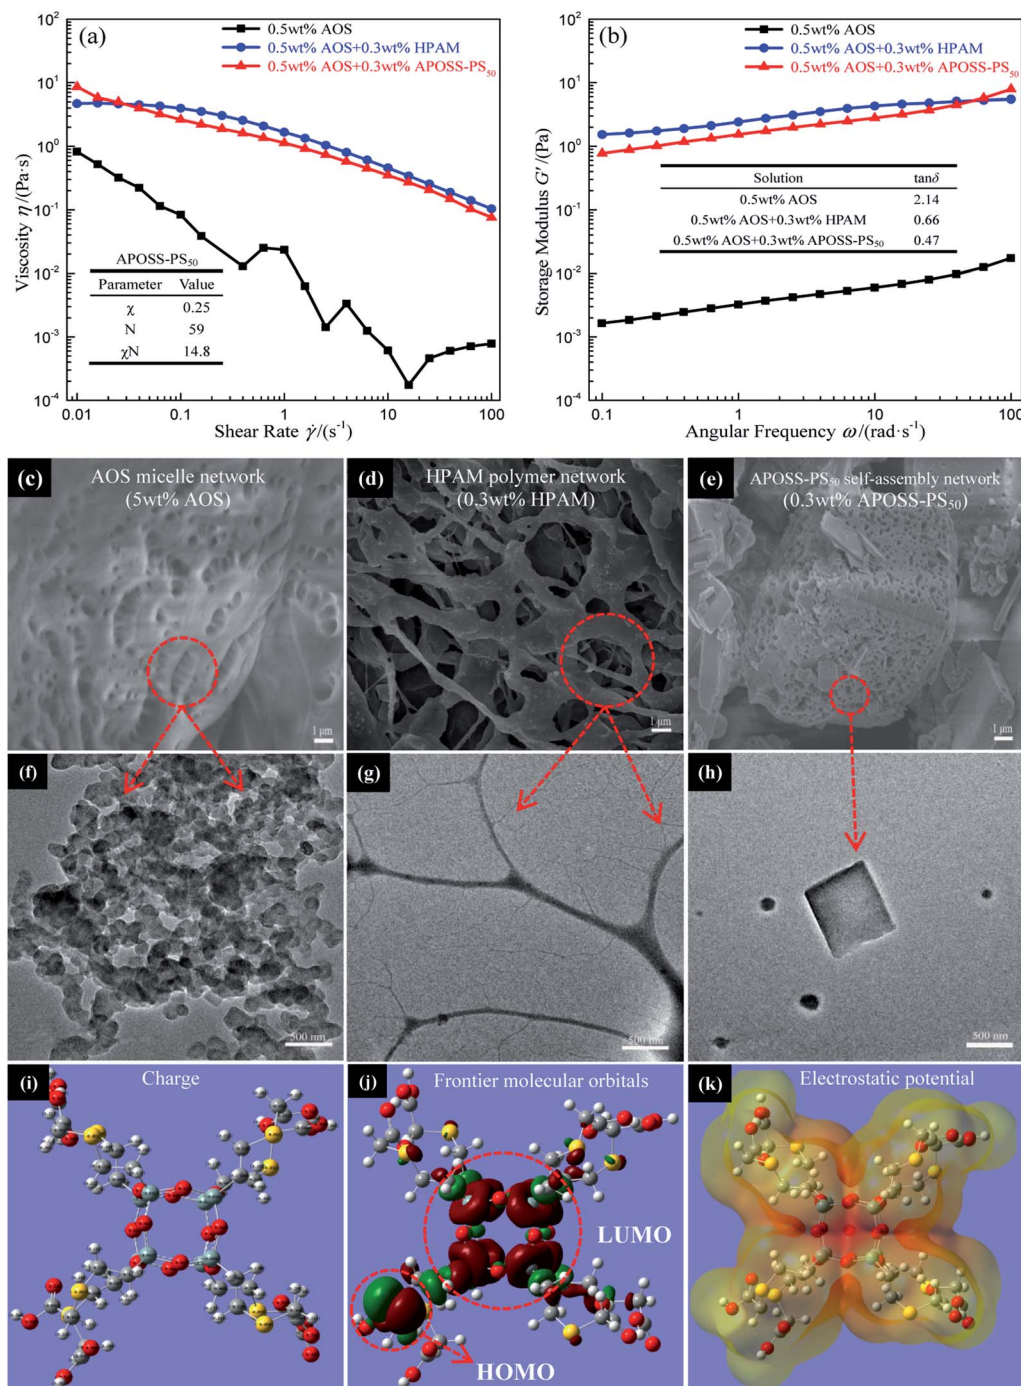 (a)
0.5wt% AOS
0.5wt% AOS+0.3wt% HPAM
0.5wt% AOS+0.3wt% APOSS-PS₅₀
Viscosity η /(Pa·s)
10²
10¹
10⁰
10⁻¹
10⁻²
10⁻³
10⁻⁴
APOSS-PS₅₀
Parameter Value
χ 0.25
N 59
χN 14.8
0.01 0.1 1 10 100
Shear Rate γ̇ /(s⁻¹)
(b)
0.5wt% AOS
0.5wt% AOS+0.3wt% HPAM
0.5wt% AOS+0.3wt% APOSS-PS₅₀
Storage Modulus G′ /(Pa)
10²
10¹
10⁰
10⁻¹
10⁻²
10⁻³
10⁻⁴
Solution tanδ
0.5wt% AOS 2.14
0.5wt% AOS+0.3wt% HPAM 0.66
0.5wt% AOS+0.3wt% APOSS-PS₅₀ 0.47
0.1 1 10 100
Angular Frequency ω /(rad·s⁻¹)
(c)
AOS micelle network
(5wt% AOS)
1 μm
(d)
HPAM polymer network
(0.3wt% HPAM)
1 μm
(e)
APOSS-PS₅₀ self-assembly network
(0.3wt% APOSS-PS₅₀)
1 μm
(f)
500 nm
(g)
500 nm
(h)
500 nm
(i)
Charge
(j)
Frontier molecular orbitals
LUMO
HOMO
(k)
Electrostatic potential